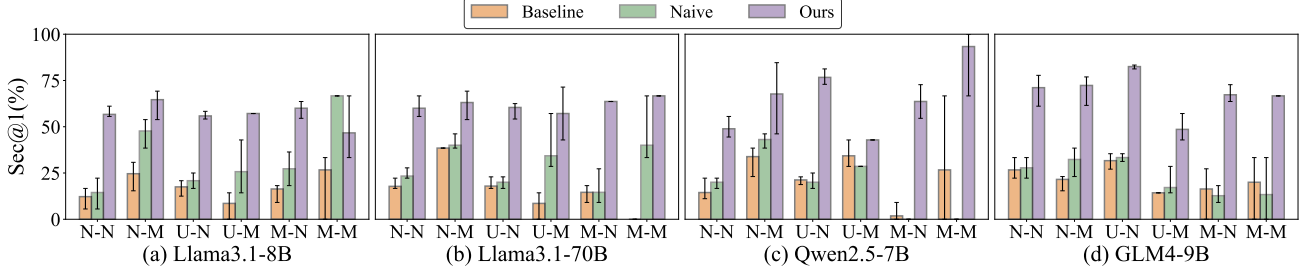 Baseline Naive Ours
Sec@1(%)
100
75
50
25
0
N-N N-M U-N U-M M-N M-M N-N N-M U-N U-M M-N M-M N-N N-M U-N U-M M-N M-M N-N N-M U-N U-M M-N M-M
(a) Llama3.1-8B (b) Llama3.1-70B (c) Qwen2.5-7B (d) GLM4-9B